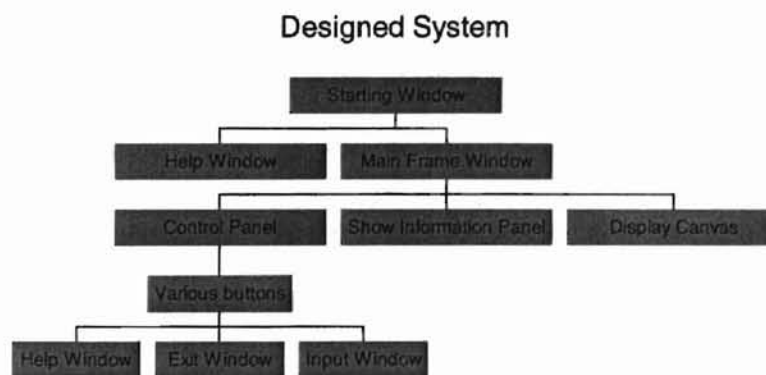 Designed System
Starting Window
Help Window
Main Frame Window
Control Panel
Show Information Panel
Display Canvas
Various buttons
Help Window
Exit Window
Input Window